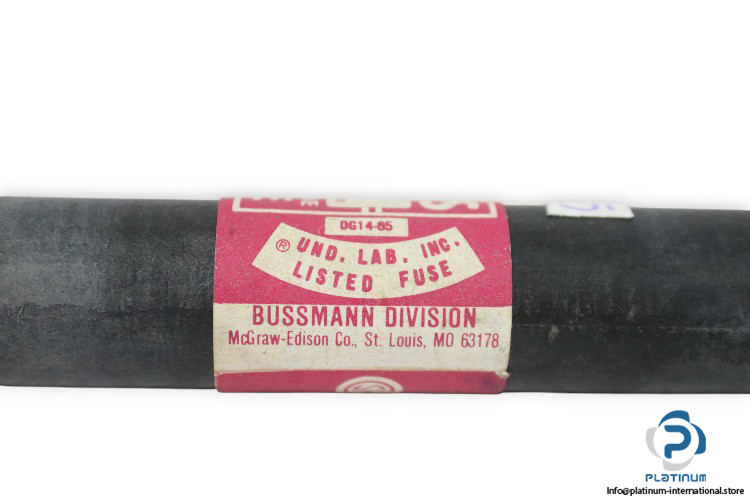 DG14-65
® UND. LAB. INC.
LISTED FUSE
BUSSMANN DIVISION
McGraw-Edison Co., St. Louis, MO 63178
PLATINUM
Info@platinum-international.store